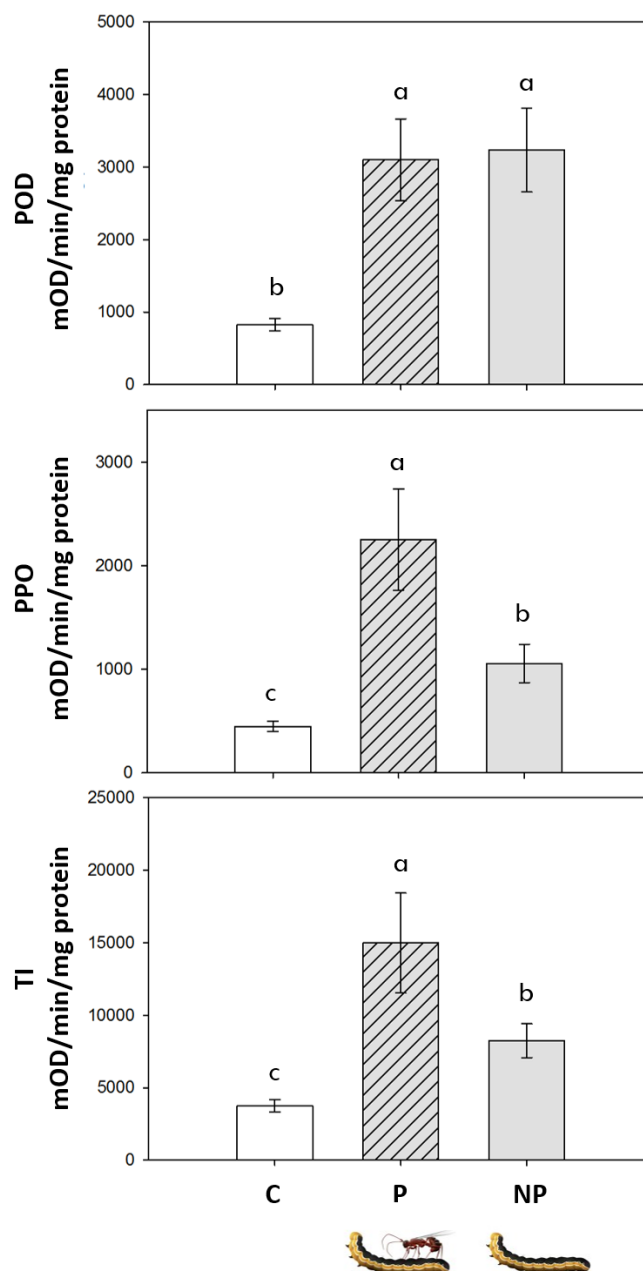 5000
4000
3000
2000
1000
0
POD
mOD/min/mg protein
b
a
a
3000
2000
1000
0
PPO
mOD/min/mg protein
c
a
b
25000
20000
15000
10000
5000
0
TI
mOD/min/mg protein
c
a
b
C P NP